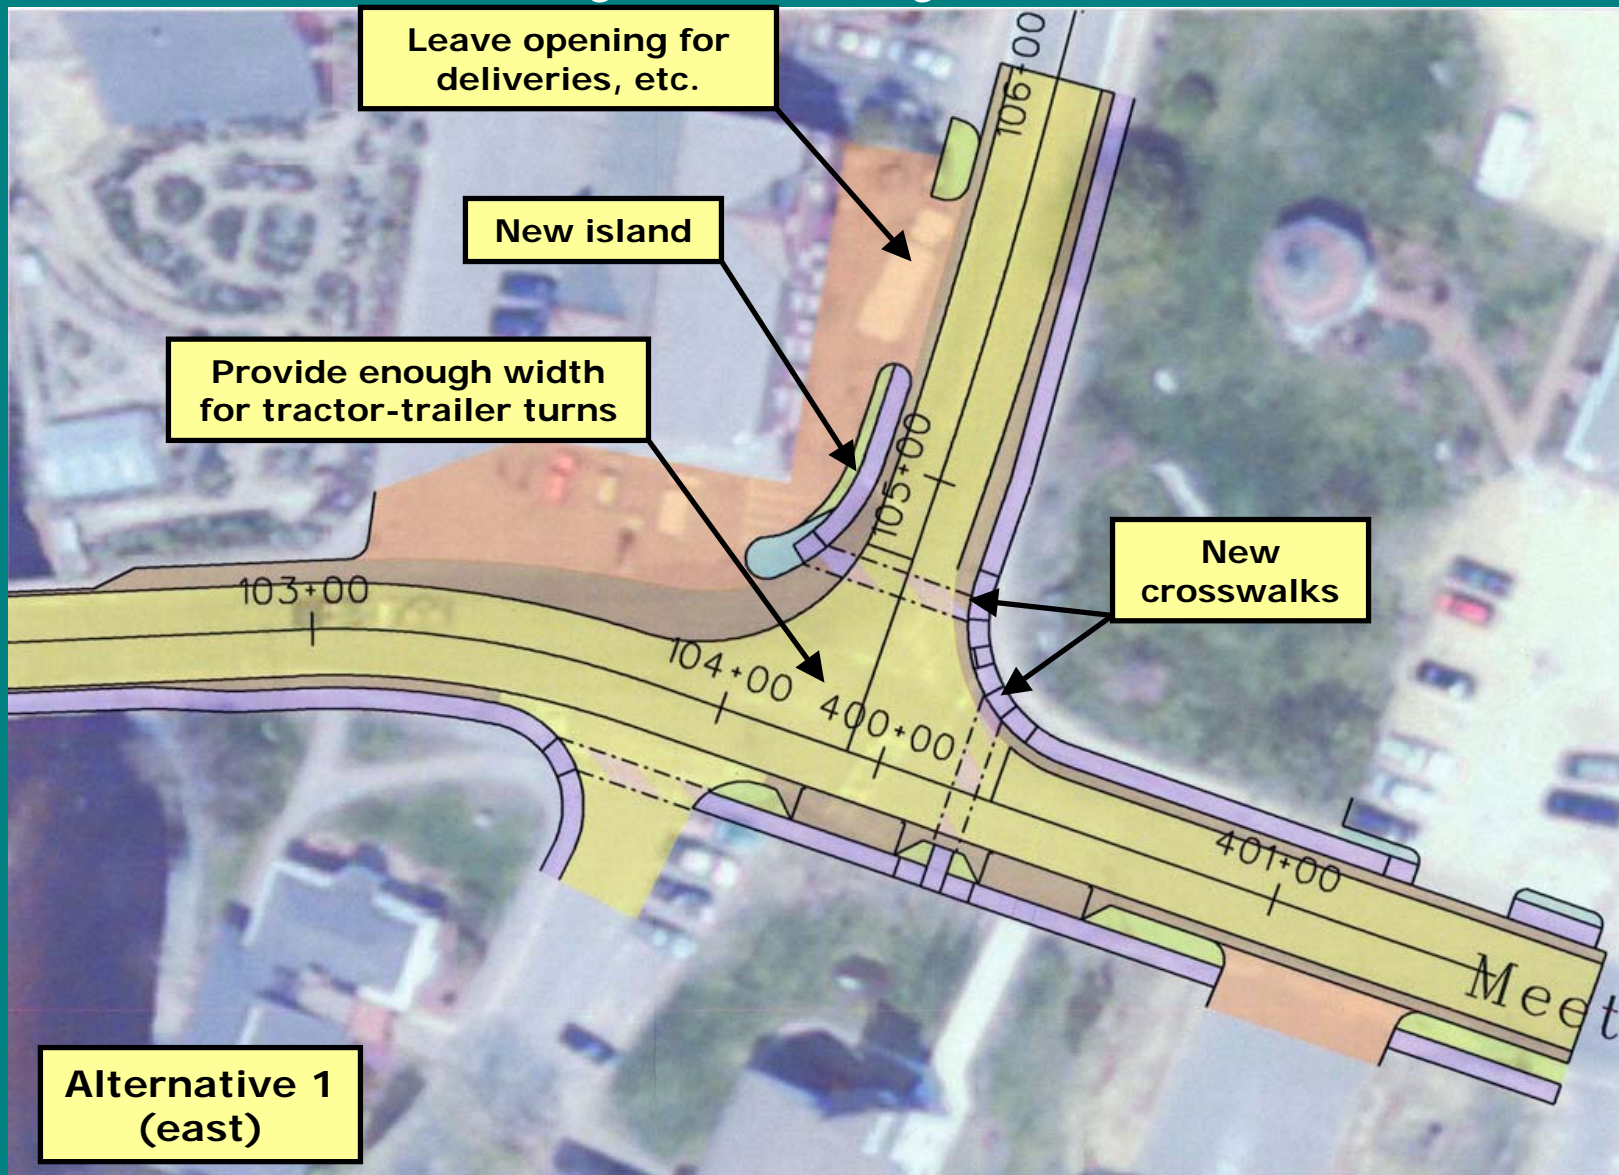 Leave opening for
deliveries, etc.
106+00
New island
Provide enough width
for tractor-trailer turns
105+00
New
crosswalks
103+00
104+00
400+00
401+00
Meet
Alternative 1
(east)